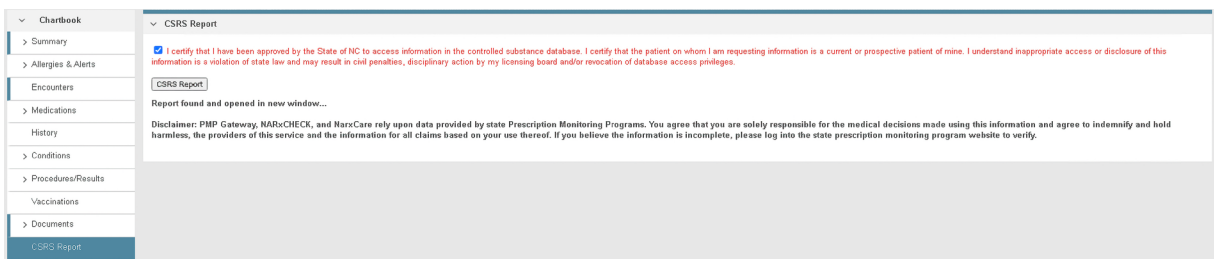 Chartbook
Summary
Allergies & Alerts
Encounters
Medications
History
Conditions
Procedures/Results
Vaccinations
Documents
CSRS Report
CSRS Report
I certify that I have been approved by the State of NC to access information in the controlled substance database. I certify that the patient on whom I am requesting information is a current or prospective patient of mine. I understand inappropriate access or disclosure of this
information is a violation of state law and may result in civil penalties, disciplinary action by my licensing board and/or revocation of database access privileges.
CSRS Report
Report found and opened in new window...
Disclaimer: PMP Gateway, NARxCHECK, and NarxCare rely upon data provided by state Prescription Monitoring Programs. You agree that you are solely responsible for the medical decisions made using this information and agree to indemnify and hold
harmless, the providers of this service and the information for all claims based on your use thereof. If you believe the information is incomplete, please log into the state prescription monitoring program website to verify.